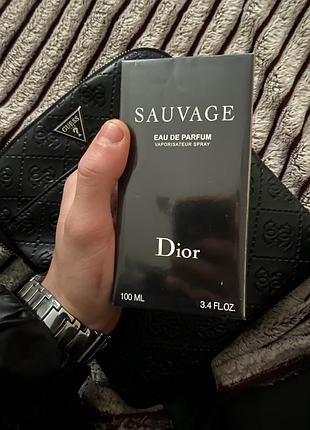 GUESS
?
SAUVAGE
EAU DE PARFUM
VAPORISATEUR SPRAY
Dior
100 ML 3.4 FL.OZ.